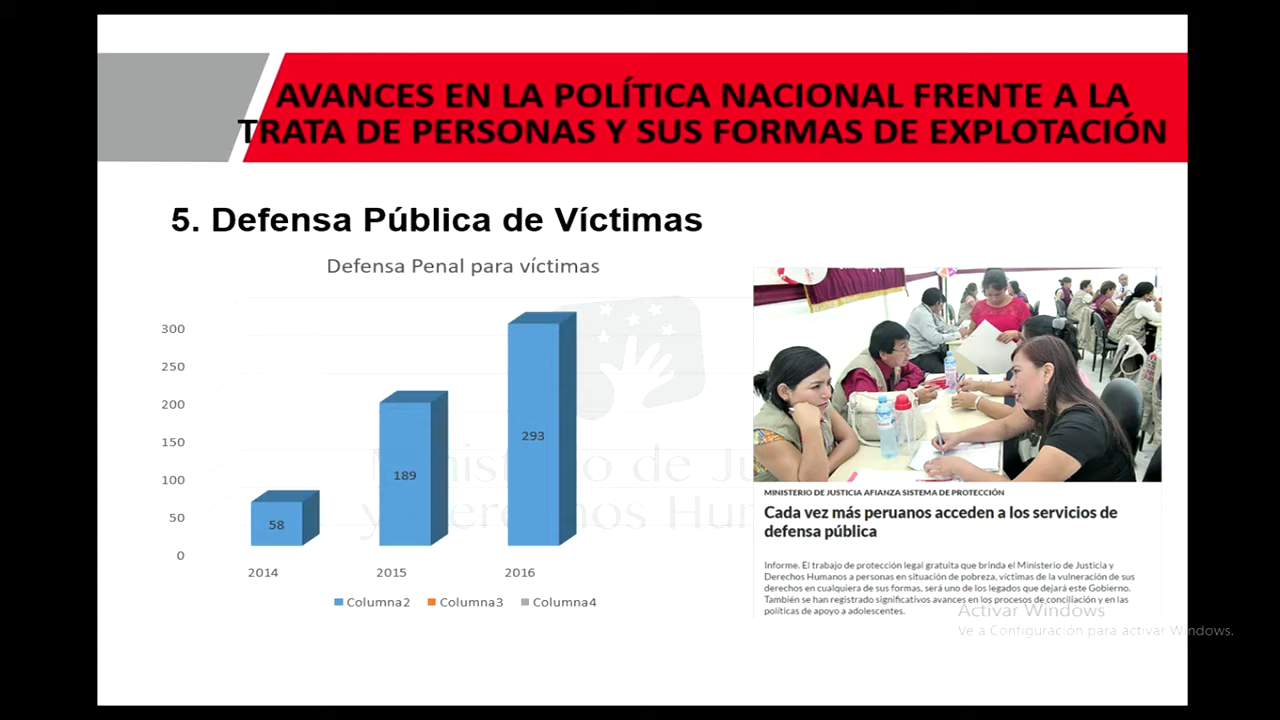 AVANCES EN LA POLÍTICA NACIONAL FRENTE A LA
TRATA DE PERSONAS Y SUS FORMAS DE EXPLOTACIÓN
5. Defensa Pública de Víctimas
Defensa Penal para víctimas
300
250
200
150
100
50
0
58
189
293
2014
2015
2016
Columna2
Columna3
Columna4
Ministerio de Ju
y Derechos Hum
MINISTERIO DE JUSTICIA AFIANZA SISTEMA DE PROTECCIÓN
Cada vez más peruanos acceden a los servicios de
defensa pública
Informe. El trabajo de protección legal gratuita que brinda el Ministerio de Justicia y
Derechos Humanos a personas en situación de pobreza, víctimas de la vulneración de sus
derechos en cualquiera de sus formas, será uno de los legados que dejará este Gobierno.
También se han registrado significativos avances en los procesos de conciliación y en las
políticas de apoyo a adolescentes.
Activar Windows
Ve a Configuración para activar Windows.